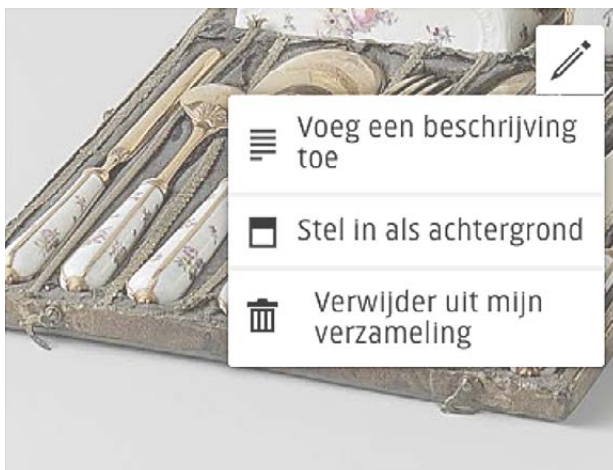 Voeg een beschrijving
toe
Stel in als achtergrond
Verwijder uit mijn
verzameling